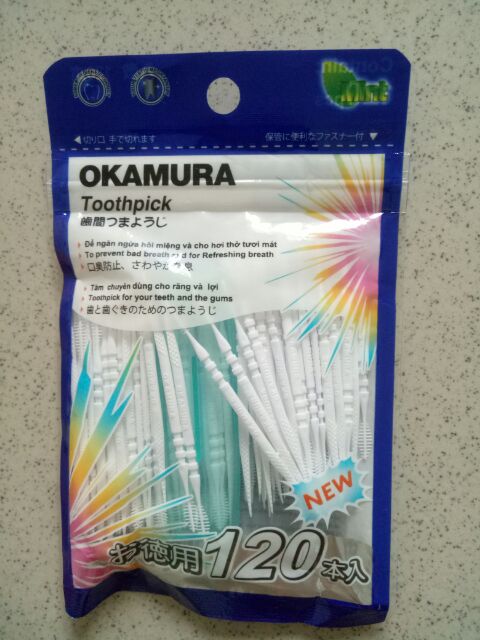 Contain
Mint
◀切り口 手で切れます
保管に便利なファスナー付▼
OKAMURA
Toothpick
歯間つまようじ
Để ngăn ngừa hôi miệng và cho hơi thở tươi mát
To prevent bad breath and for Refreshing breath
口臭防止、さわやかな息
Tăm chuyên dùng cho răng và lợi
Toothpick for your teeth and the gums
歯と歯ぐきのためのつまようじ
NEW
お徳用120本入